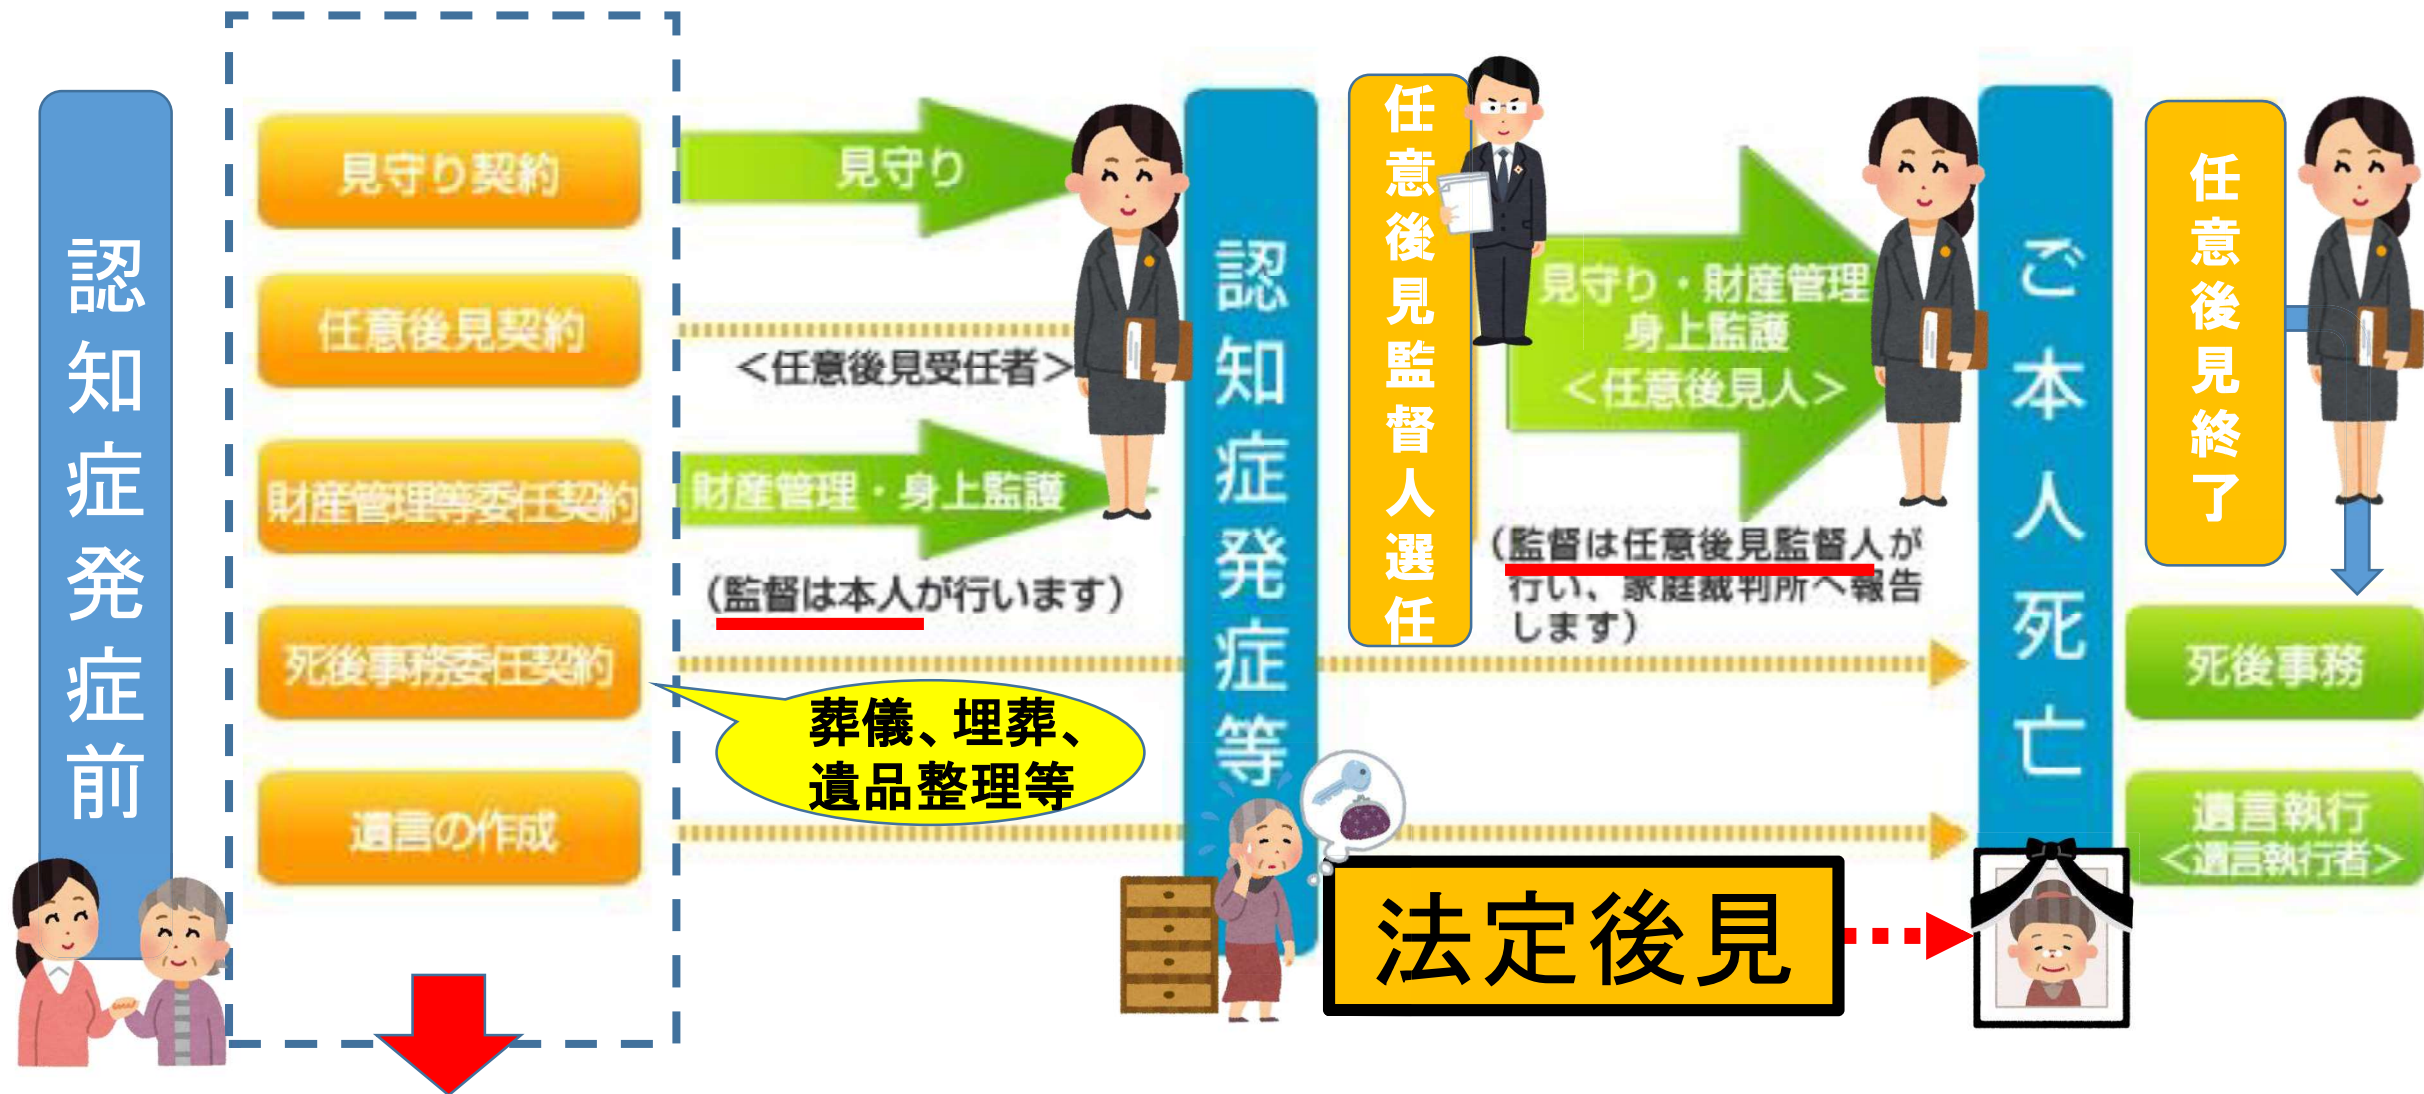 認知症発症前
見守り契約
任意後見契約
財産管理等委任契約
死後事務委任契約
遺言の作成
見守り
＜任意後見受任者＞
財産管理・身上監護
（監督は本人が行います）
葬儀、埋葬、
遺品整理等
認知症発症等
任意後見監督人選任
見守り・財産管理
身上監護
＜任意後見人＞
（監督は任意後見監督人が
行い、家庭裁判所へ報告
します）
法定後見
ご本人死亡
任意後見終了
死後事務
遺言執行
＜遺言執行者＞